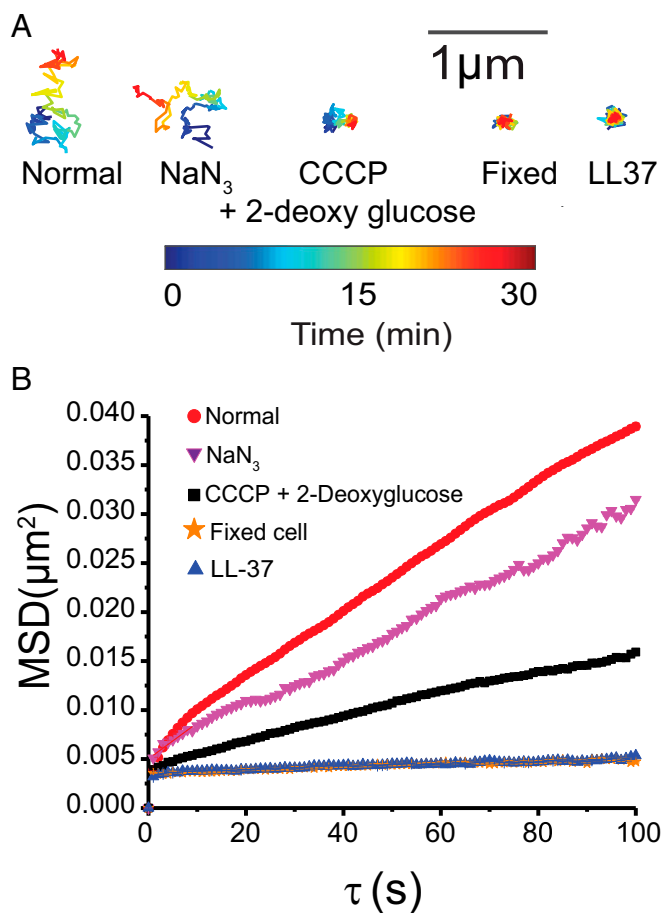 A
1μm
Normal NaN₃ CCCP Fixed LL37
+ 2-deoxy glucose
0 15 30
Time (min)
B
0.040
0.035
0.030
0.025
0.020
0.015
0.010
0.005
0.000
MSD(μm²)
Normal
NaN₃
CCCP + 2-Deoxyglucose
Fixed cell
LL-37
0 20 40 60 80 100
τ (s)